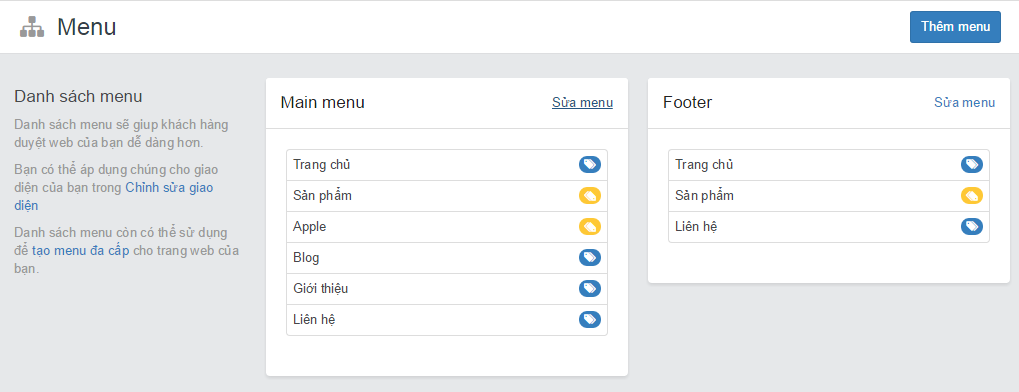 Menu
Thêm menu
Danh sách menu
Danh sách menu sẽ giup khách hàng
duyệt web của bạn dễ dàng hơn.
Bạn có thể áp dụng chúng cho giao
diện của bạn trong Chỉnh sửa giao
diện
Danh sách menu còn có thể sử dụng
để tạo menu đa cấp cho trang web của
bạn.
Main menu
Sửa menu
Trang chủ
Sản phẩm
Apple
Blog
Giới thiệu
Liên hệ
Footer
Sửa menu
Trang chủ
Sản phẩm
Liên hệ